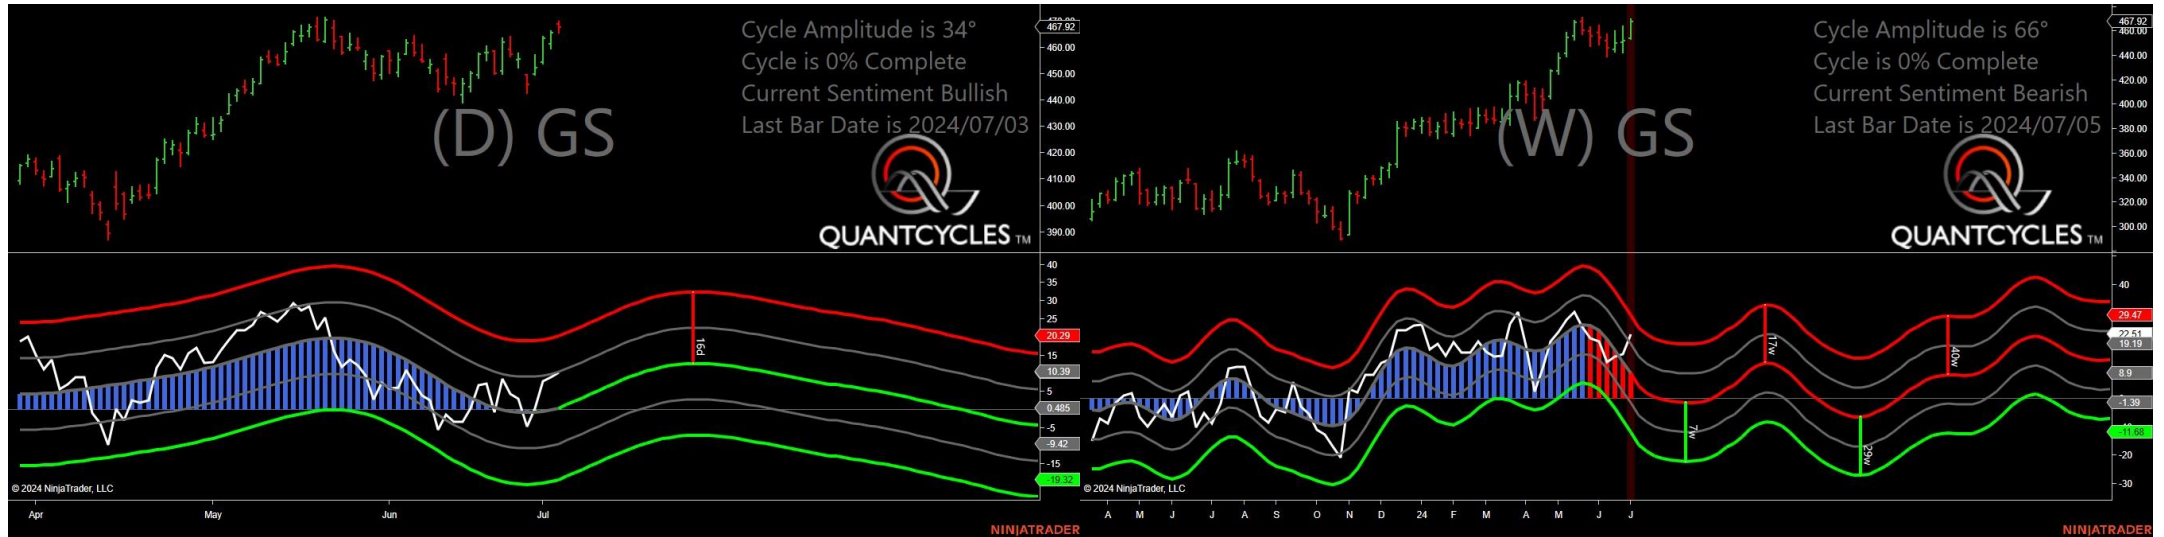 Cycle Amplitude is 34°
Cycle is 0% Complete
Current Sentiment Bullish
Last Bar Date is 2024/07/03
(D) GS
QUANTCYCLES TM
467.92
460.00
450.00
440.00
430.00
420.00
410.00
400.00
390.00
40
35
30
25
20.29
15
10.39
5
0.485
-5
-9.42
-15
-19.32
16d
© 2024 NinjaTrader, LLC
Apr May Jun Jul
NINJATRADER
Cycle Amplitude is 66°
Cycle is 0% Complete
Current Sentiment Bearish
Last Bar Date is 2024/07/05
(W) GS
QUANTCYCLES TM
467.92
460.00
440.00
420.00
400.00
380.00
360.00
340.00
320.00
300.00
40
29.47
22.51
19.19
8.9
-1.39
-11.68
-20
-30
17w
40w
7w
29w
© 2024 NinjaTrader, LLC
A M J J A S O N D 24 F M A M J J
NINJATRADER